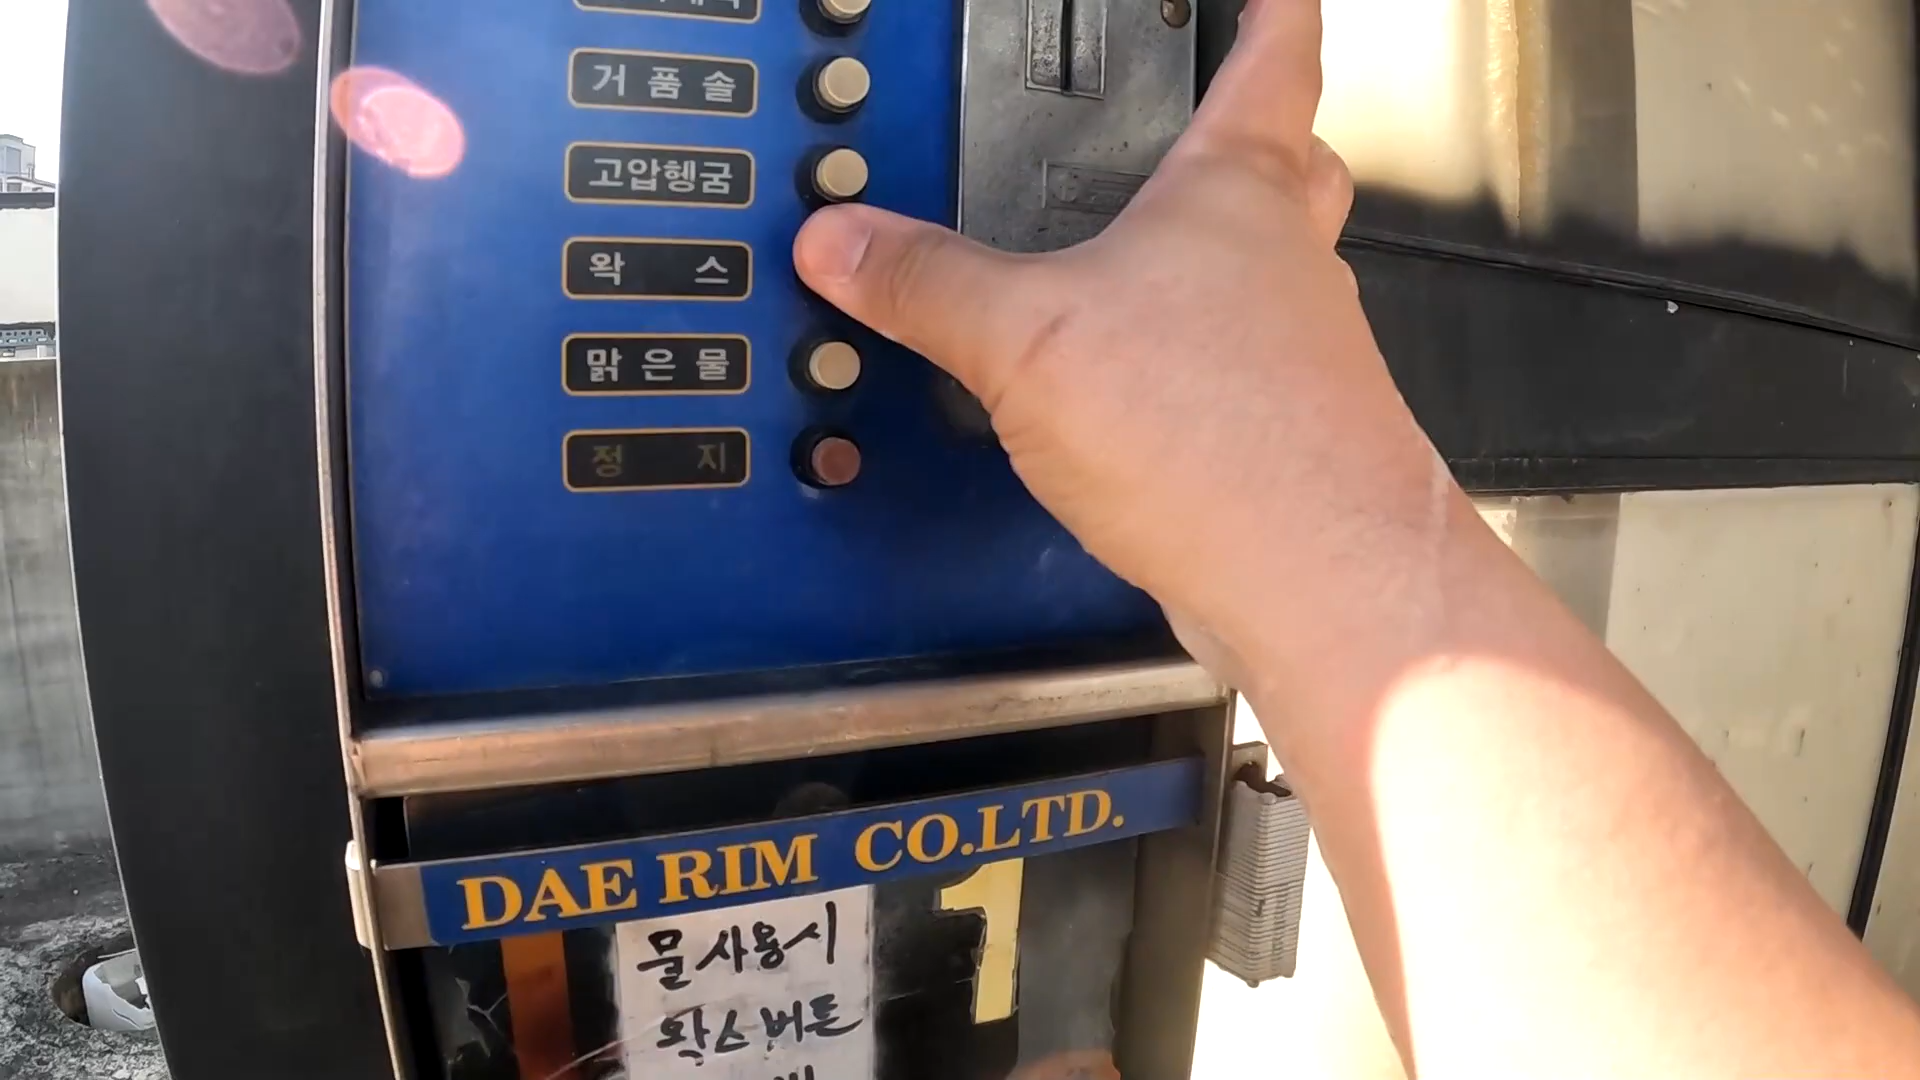 거 품 솔
고압헹굼
왁 스
맑 은 물
정 지
DAE RIM CO.LTD.
1
물사용시
왁스버튼